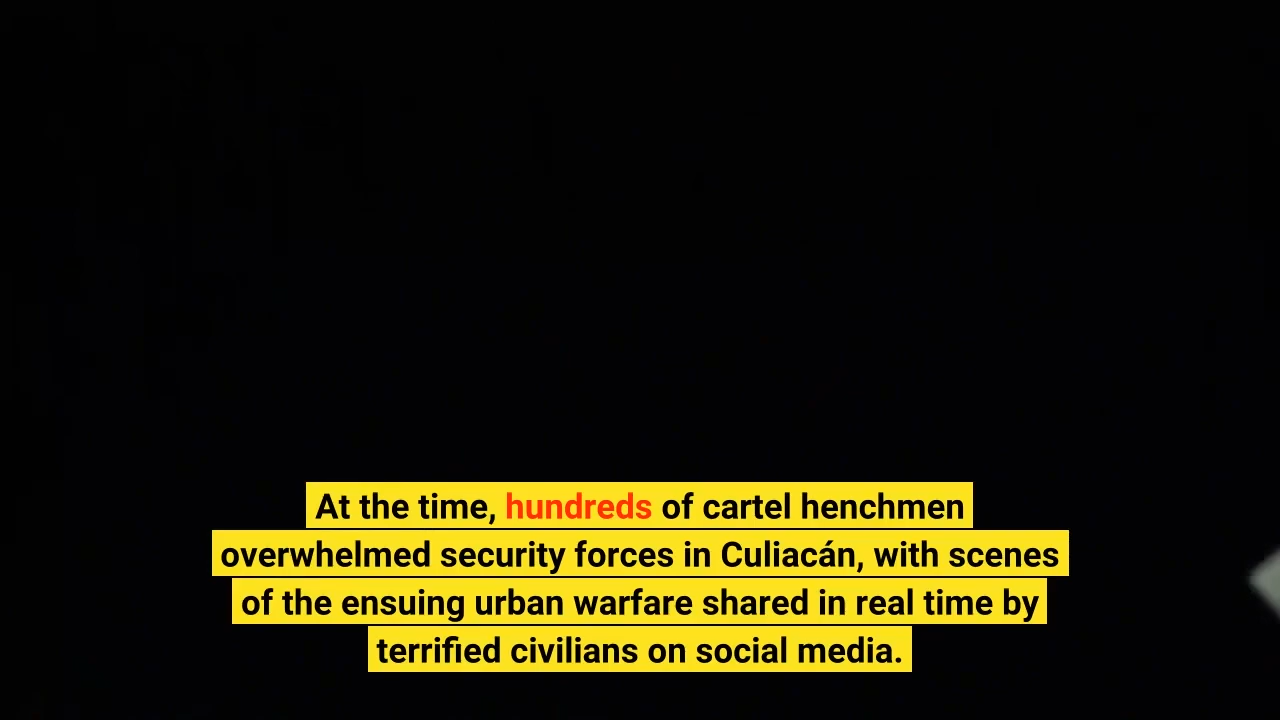 At the time, hundreds of cartel henchmen
overwhelmed security forces in Culiacán, with scenes
of the ensuing urban warfare shared in real time by
terrified civilians on social media.